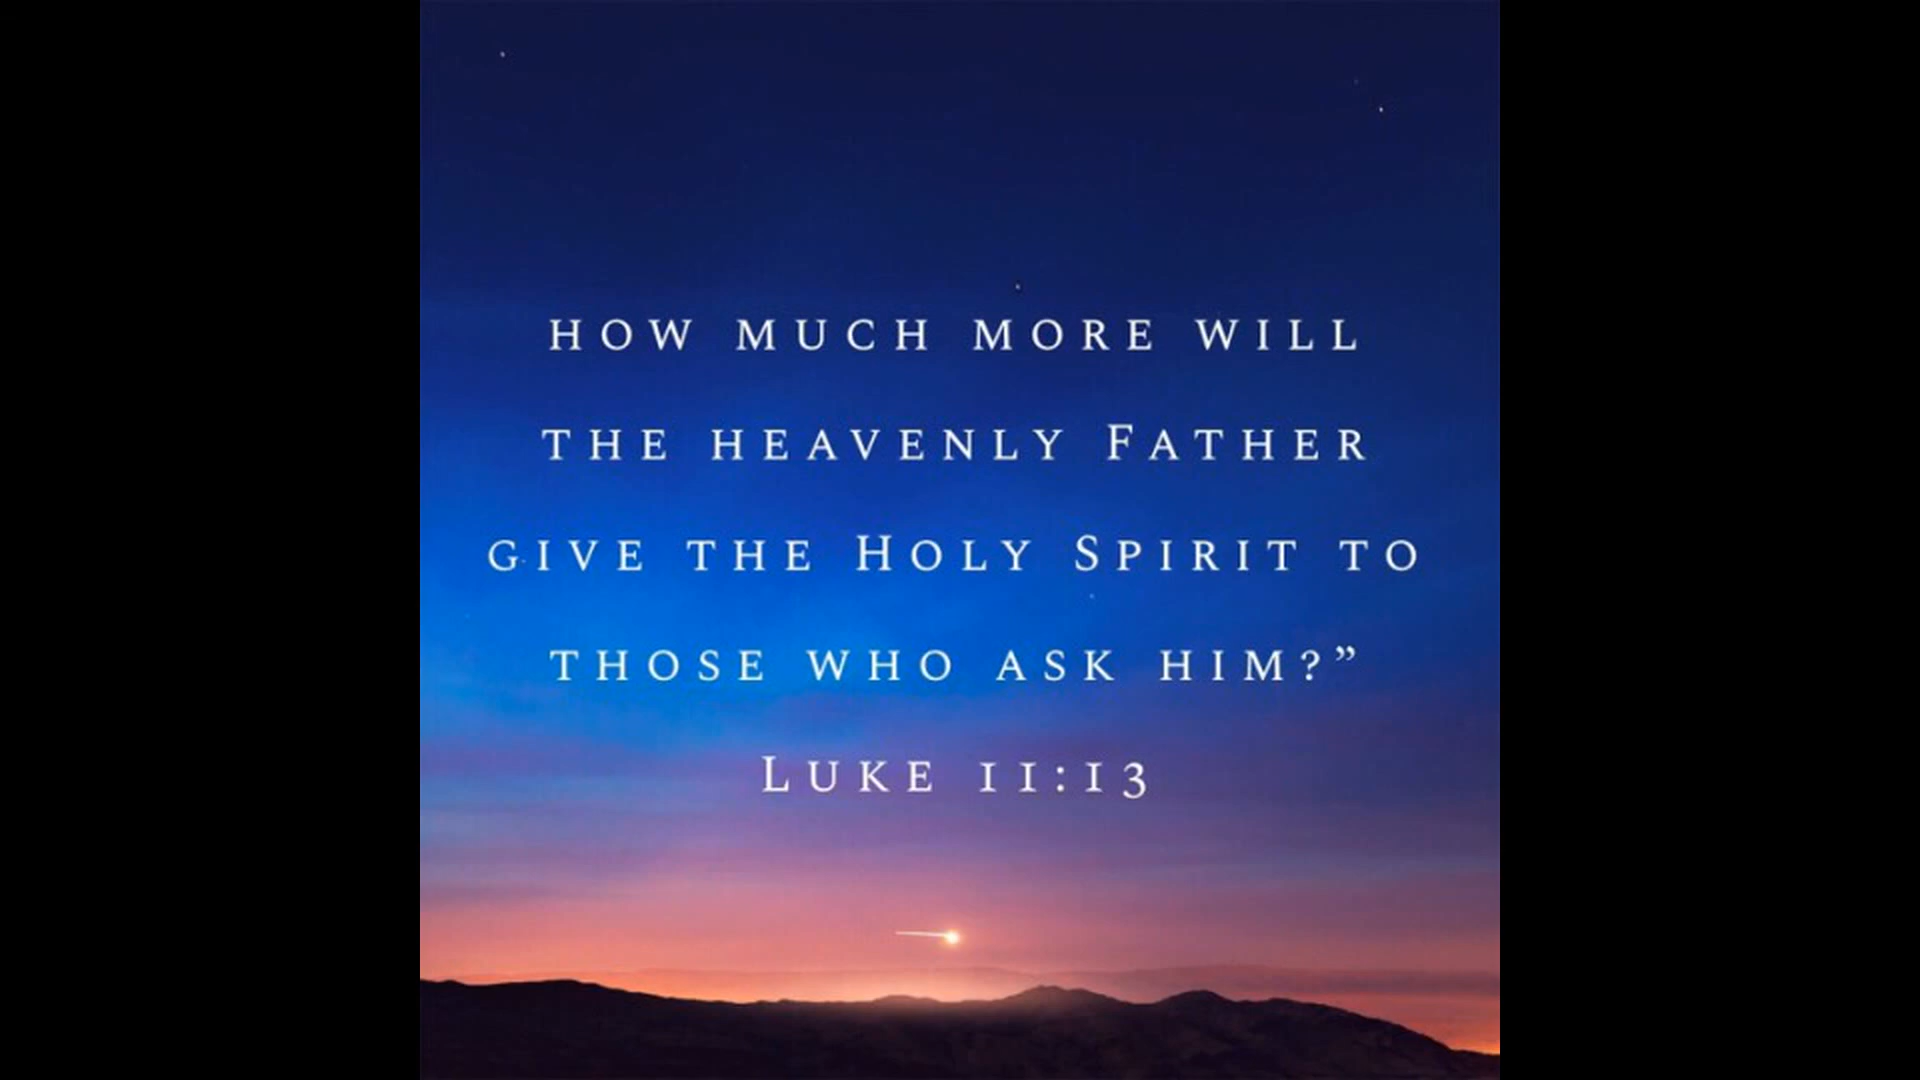 HOW MUCH MORE WILL
THE HEAVENLY FATHER
GIVE THE HOLY SPIRIT TO
THOSE WHO ASK HIM?”
LUKE 11:13